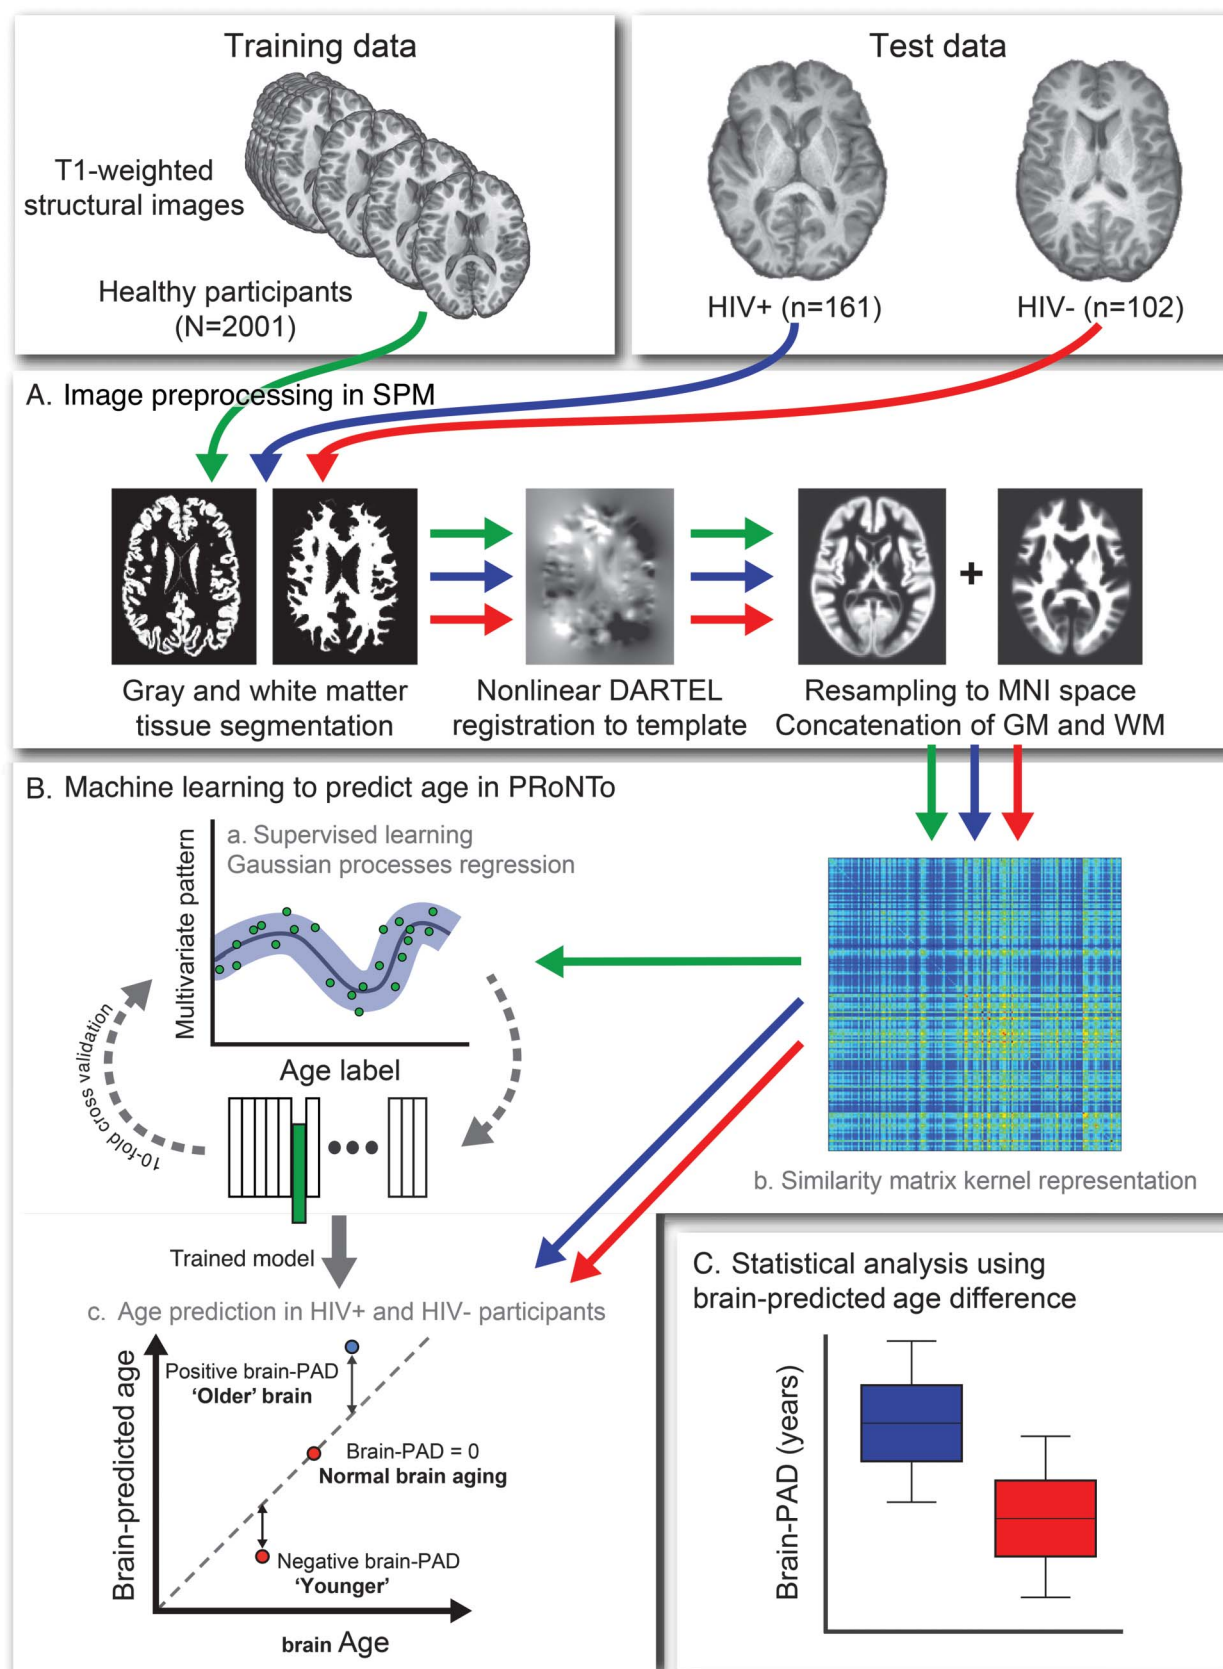 Training data
T1-weighted
structural images
Healthy participants
(N=2001)
Test data
HIV+ (n=161)
HIV- (n=102)
A. Image preprocessing in SPM
Gray and white matter
tissue segmentation
Nonlinear DARTEL
registration to template
+
Resampling to MNI space
Concatenation of GM and WM
B. Machine learning to predict age in PRoNTo
a. Supervised learning
Gaussian processes regression
Multivariate pattern
Age label
10-fold cross validation
b. Similarity matrix kernel representation
Trained model
c. Age prediction in HIV+ and HIV- participants
Brain-predicted age
Positive brain-PAD
'Older' brain
Brain-PAD = 0
Normal brain aging
Negative brain-PAD
'Younger'
brain Age
C. Statistical analysis using
brain-predicted age difference
Brain-PAD (years)